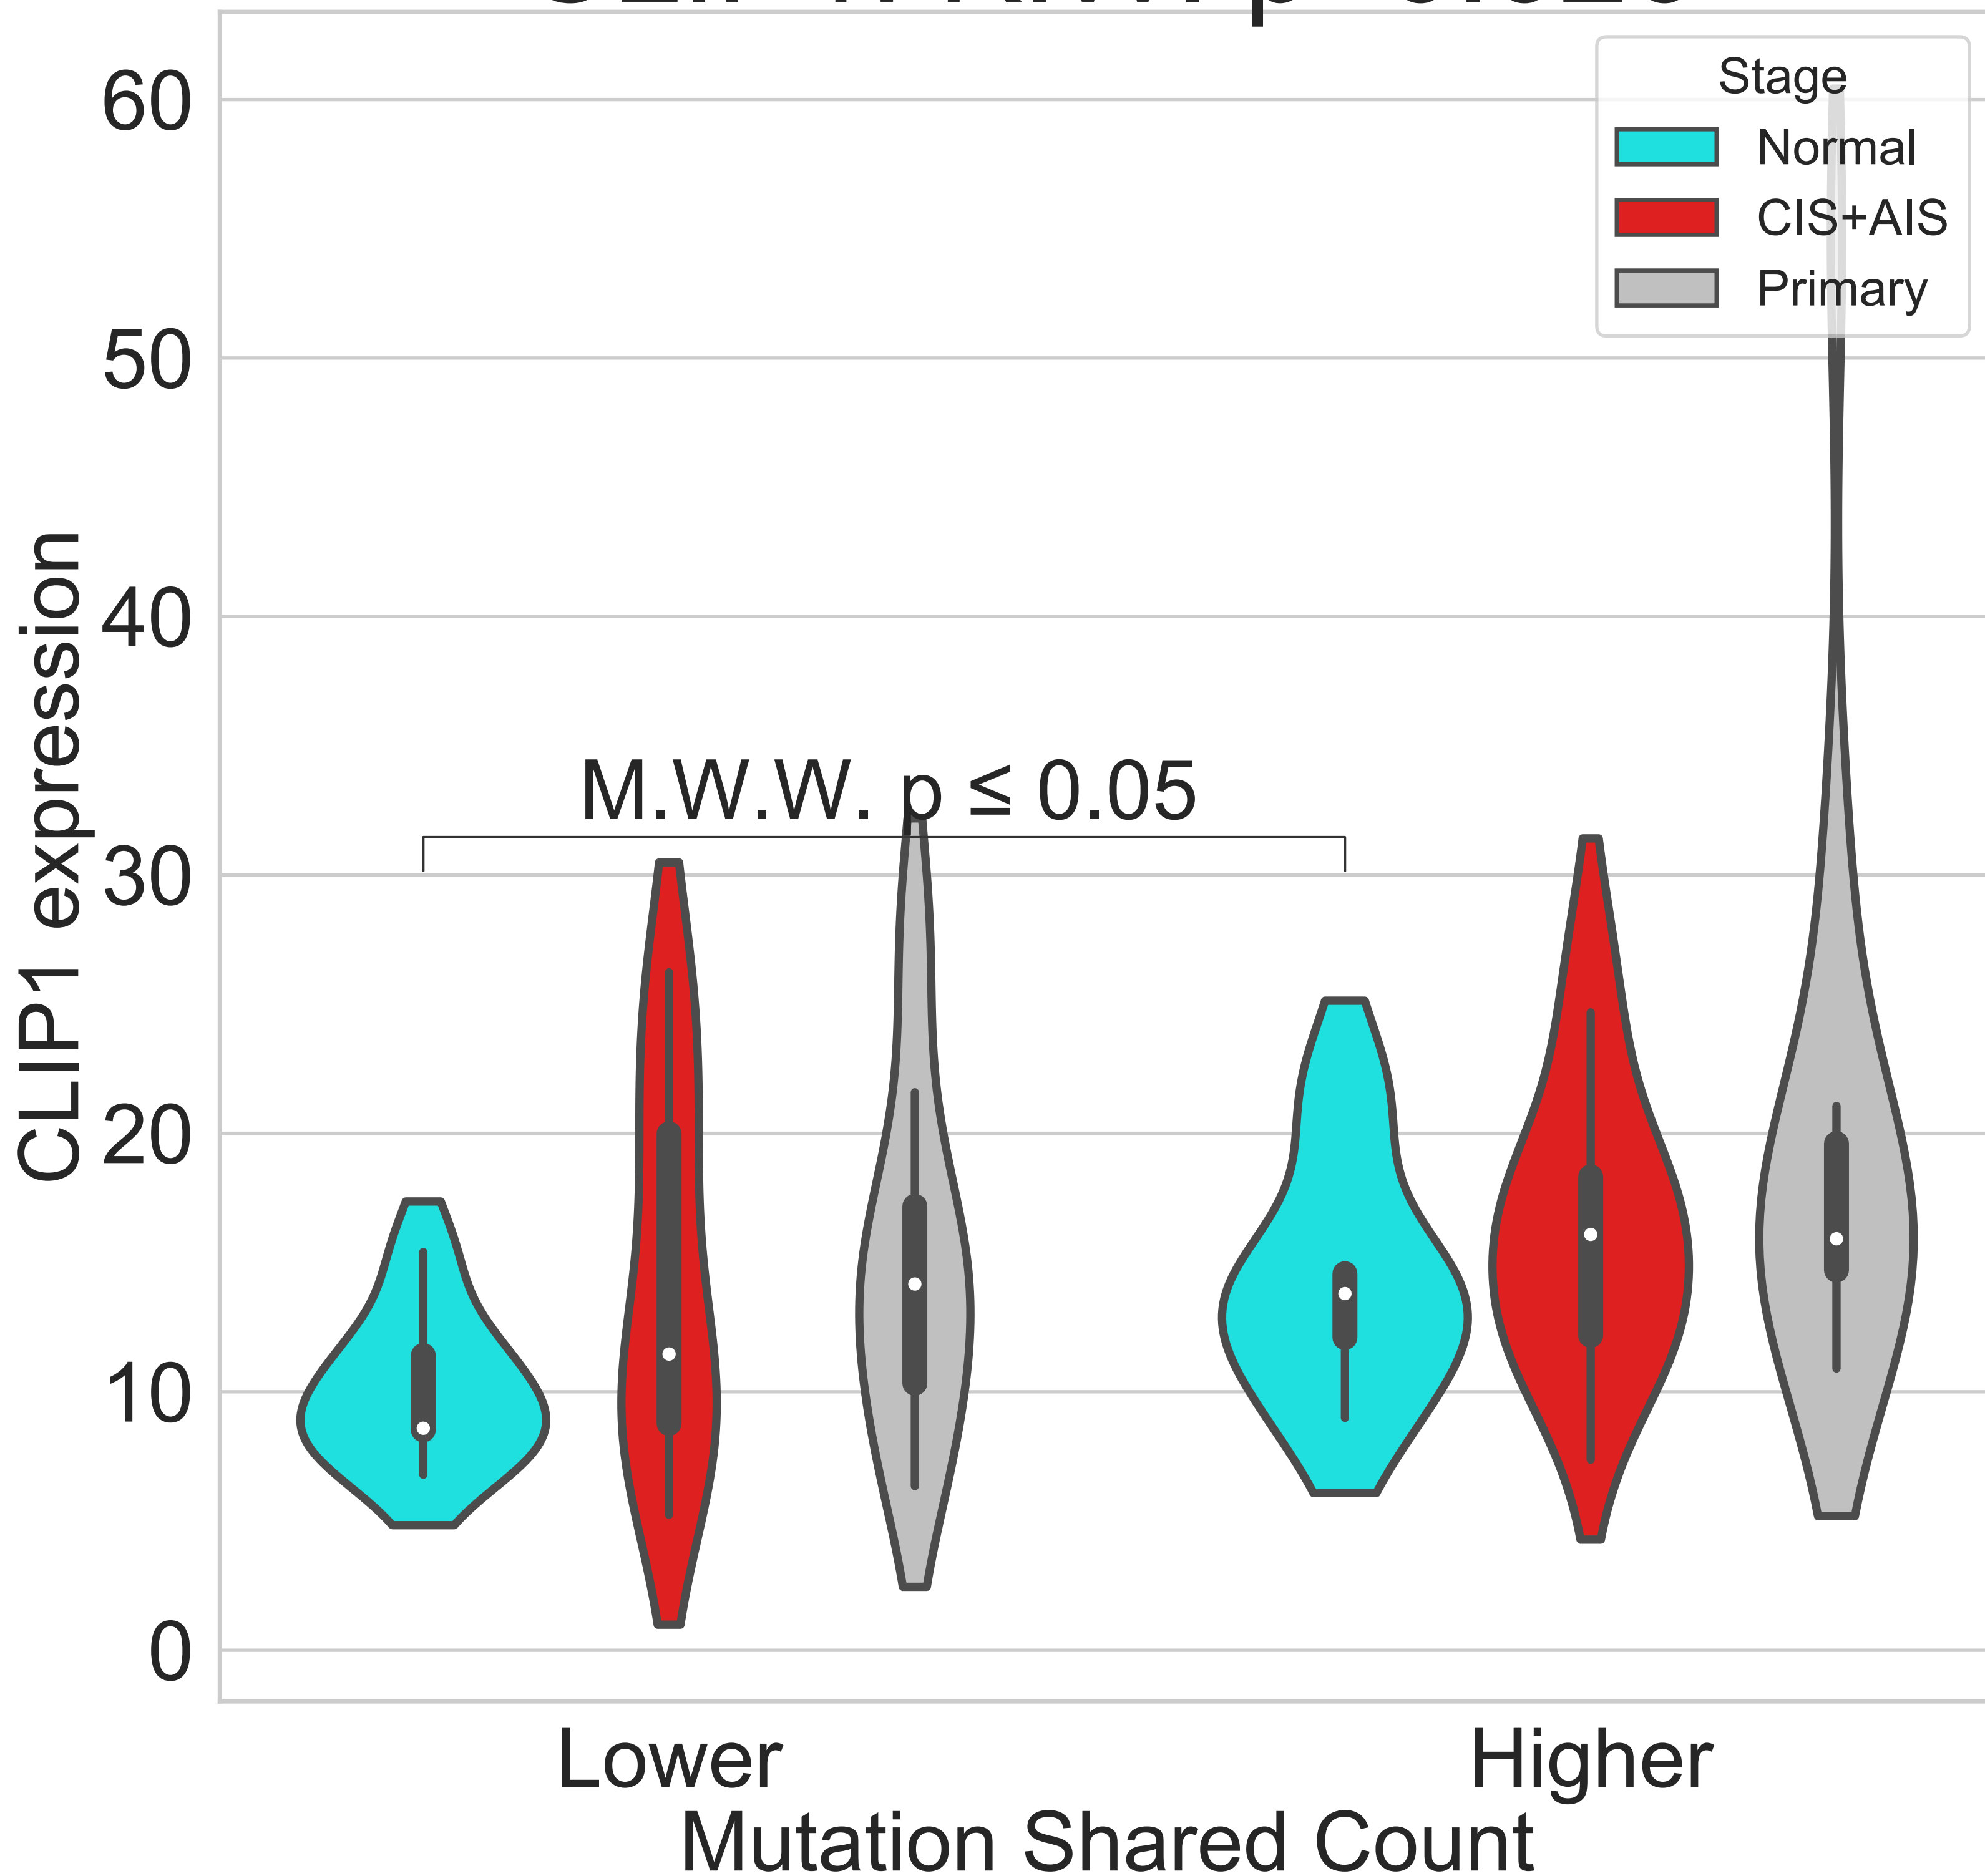 Stage
Normal
CIS+AIS
Primary
60
50
40
30
20
10
0
CLIP1 expression
M.W.W. p ≤ 0.05
Lower
Higher
Mutation Shared Count